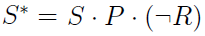 S* = S · P · (¬R)